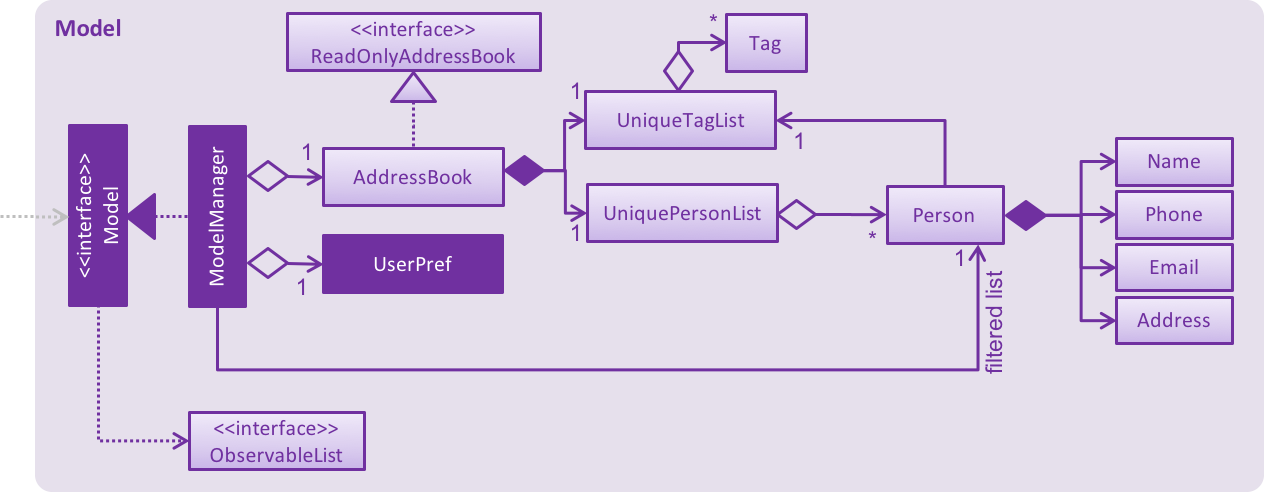 Model
<<interface>>
ReadOnlyAddressBook
*
Tag
1
UniqueTagList
1
<<interface>>
Model
ModelManager
1
AddressBook
1
UniquePersonList
*
Person
1
filtered list
Name
Phone
Email
Address
1
UserPref
<<interface>>
ObservableList